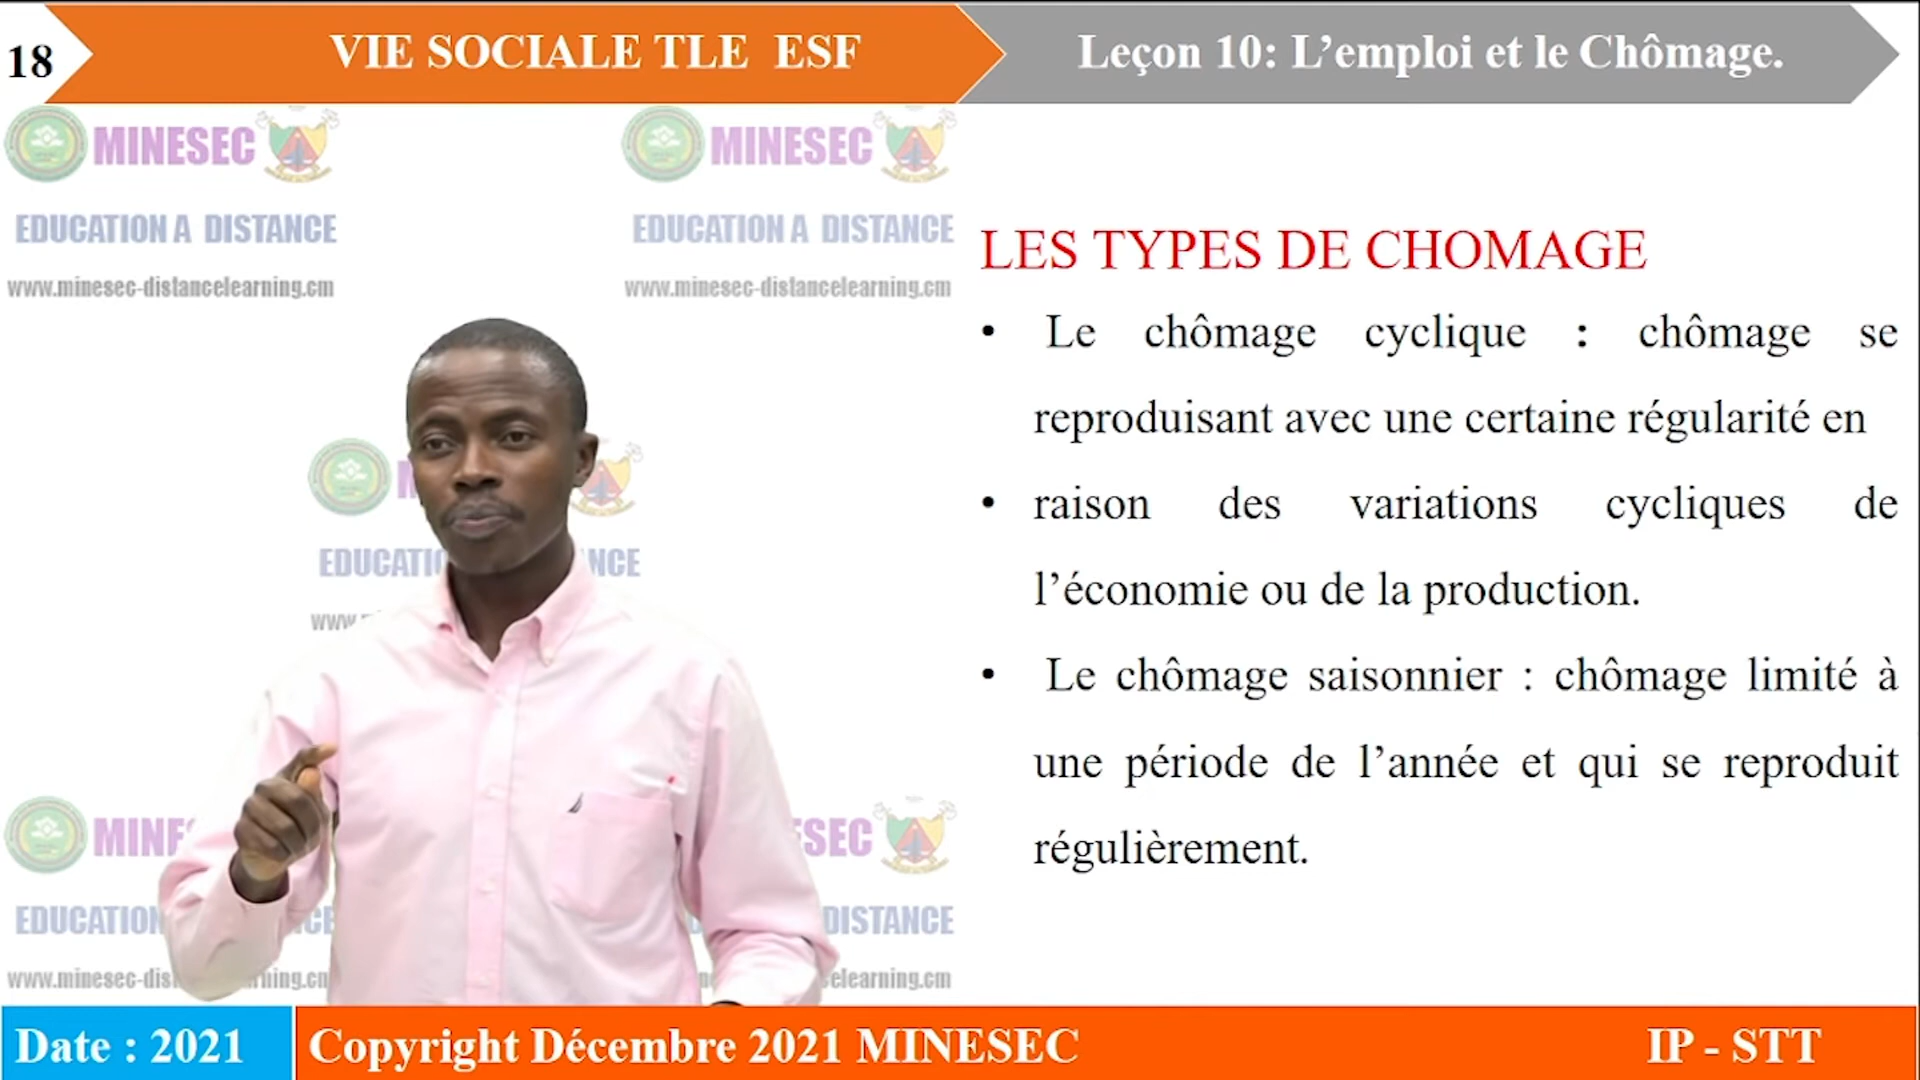 18
VIE SOCIALE TLE ESF
Leçon 10: L’emploi et le Chômage.
MINESEC
EDUCATION A DISTANCE
www.minesec-distancelearning.cm
MINESEC
EDUCATION A DISTANCE
www.minesec-distancelearning.cm
LES TYPES DE CHOMAGE
• Le chômage cyclique : chômage se
reproduisant avec une certaine régularité en
• raison des variations cycliques de
l’économie ou de la production.
• Le chômage saisonnier : chômage limité à
une période de l’année et qui se reproduit
régulièrement.
Date : 2021
Copyright Décembre 2021 MINESEC
IP - STT